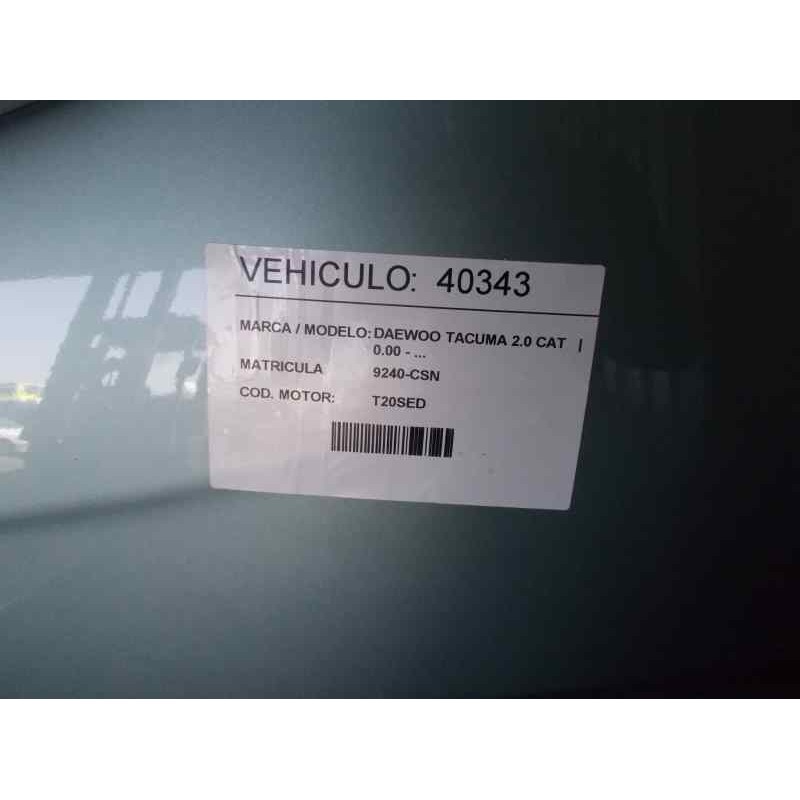 VEHICULO: 40343
MARCA / MODELO: DAEWOO TACUMA 2.0 CAT |
0.00 - ...
MATRICULA 9240-CSN
COD. MOTOR: T20SED